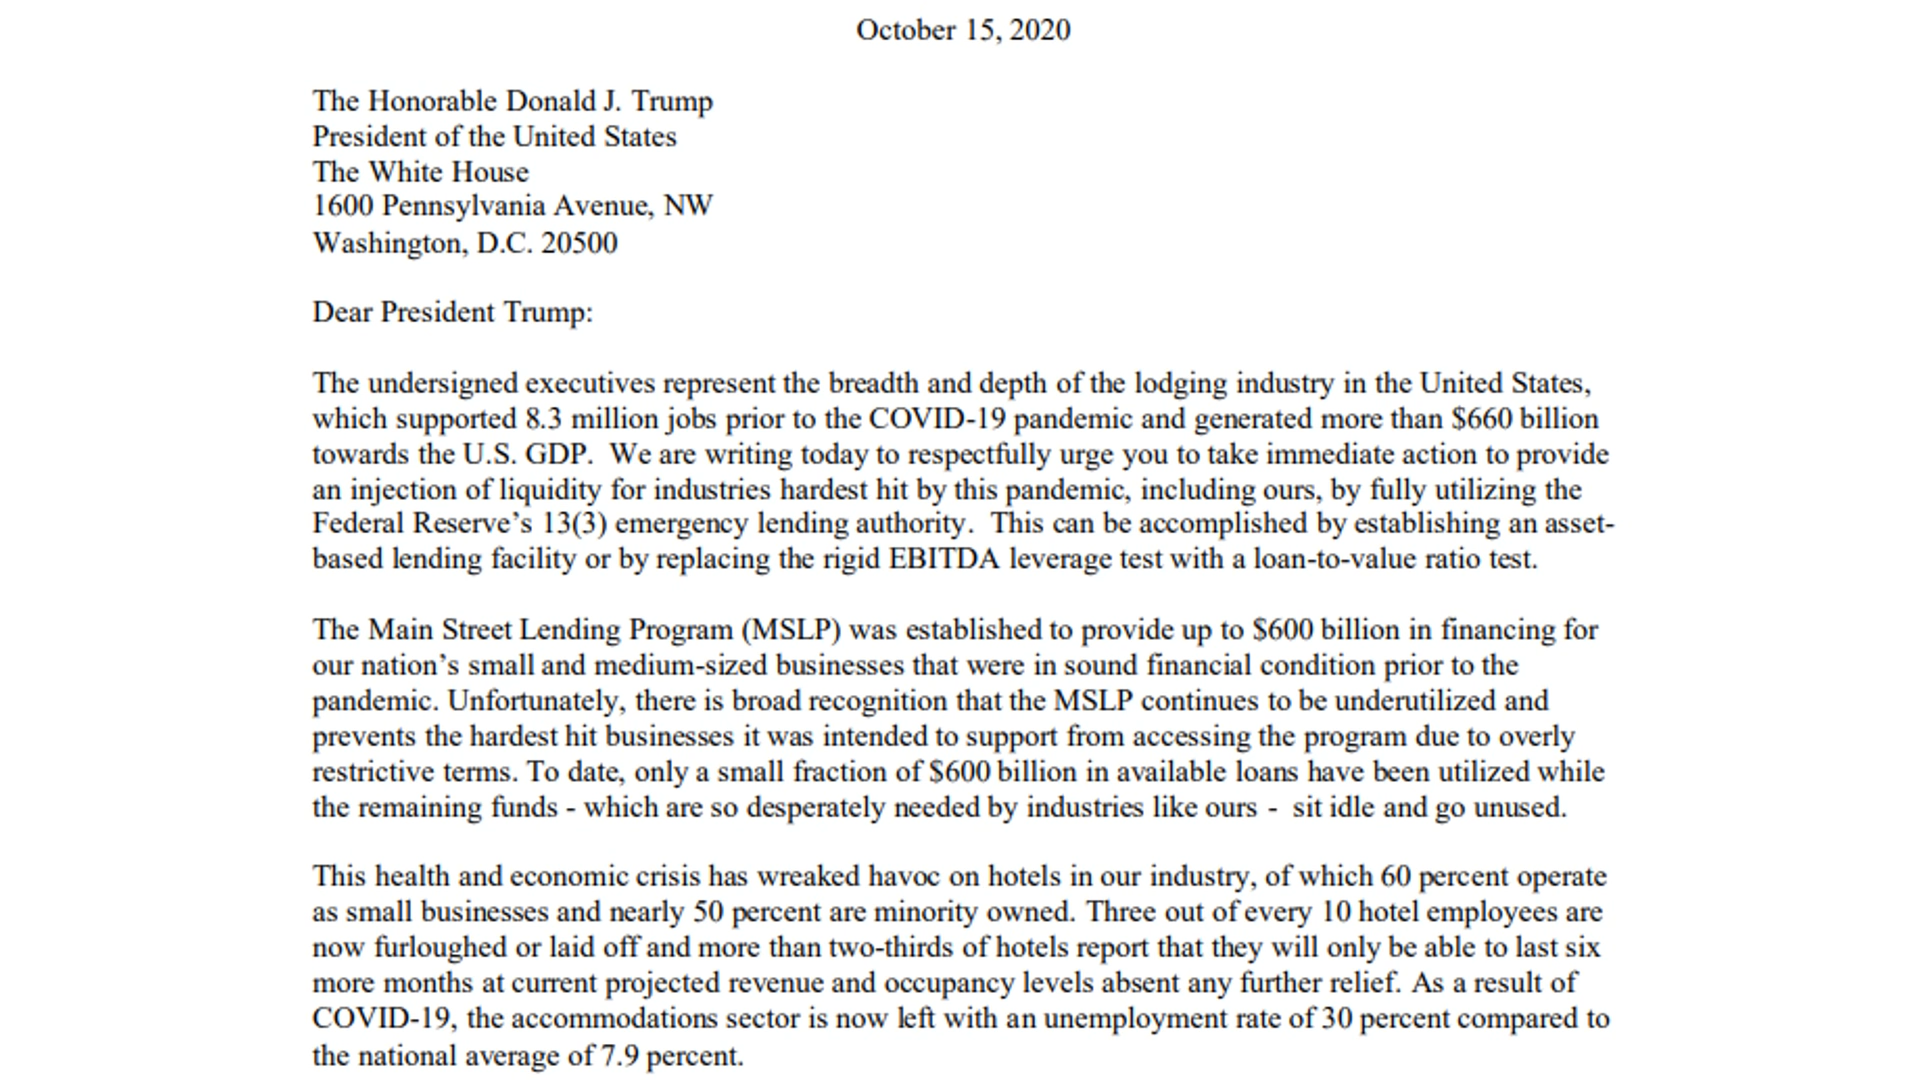 October 15, 2020
The Honorable Donald J. Trump
President of the United States
The White House
1600 Pennsylvania Avenue, NW
Washington, D.C. 20500
Dear President Trump:
The undersigned executives represent the breadth and depth of the lodging industry in the United States,
which supported 8.3 million jobs prior to the COVID-19 pandemic and generated more than $660 billion
towards the U.S. GDP.  We are writing today to respectfully urge you to take immediate action to provide
an injection of liquidity for industries hardest hit by this pandemic, including ours, by fully utilizing the
Federal Reserve’s 13(3) emergency lending authority.  This can be accomplished by establishing an asset-
based lending facility or by replacing the rigid EBITDA leverage test with a loan-to-value ratio test.
The Main Street Lending Program (MSLP) was established to provide up to $600 billion in financing for
our nation’s small and medium-sized businesses that were in sound financial condition prior to the
pandemic. Unfortunately, there is broad recognition that the MSLP continues to be underutilized and
prevents the hardest hit businesses it was intended to support from accessing the program due to overly
restrictive terms. To date, only a small fraction of $600 billion in available loans have been utilized while
the remaining funds - which are so desperately needed by industries like ours -  sit idle and go unused.
This health and economic crisis has wreaked havoc on hotels in our industry, of which 60 percent operate
as small businesses and nearly 50 percent are minority owned. Three out of every 10 hotel employees are
now furloughed or laid off and more than two-thirds of hotels report that they will only be able to last six
more months at current projected revenue and occupancy levels absent any further relief. As a result of
COVID-19, the accommodations sector is now left with an unemployment rate of 30 percent compared to
the national average of 7.9 percent.